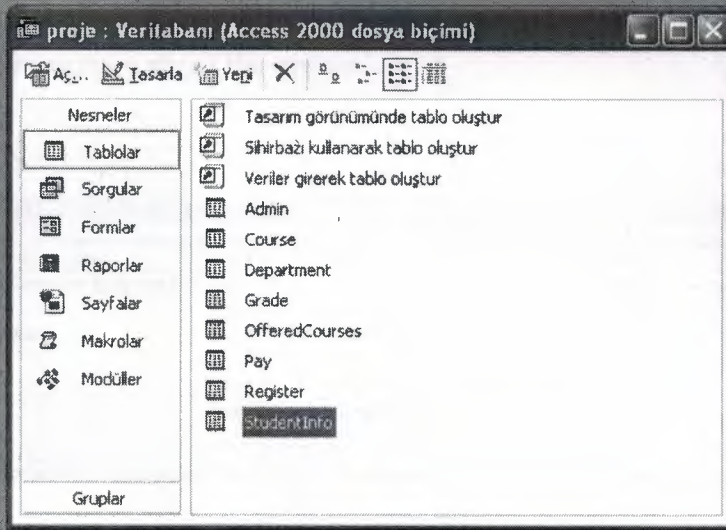 proje : Veritabanı (Access 2000 dosya biçimi)
Aç... Tasarla Yeni
Nesneler
Tablolar
Sorgular
Formlar
Raporlar
Sayfalar
Makrolar
Modüller
Gruplar
Tasarım görünümünde tablo oluştur
Sihirbazı kullanarak tablo oluştur
Veriler girerek tablo oluştur
Admin
Course
Department
Grade
OfferedCourses
Pay
Register
StudentInfo